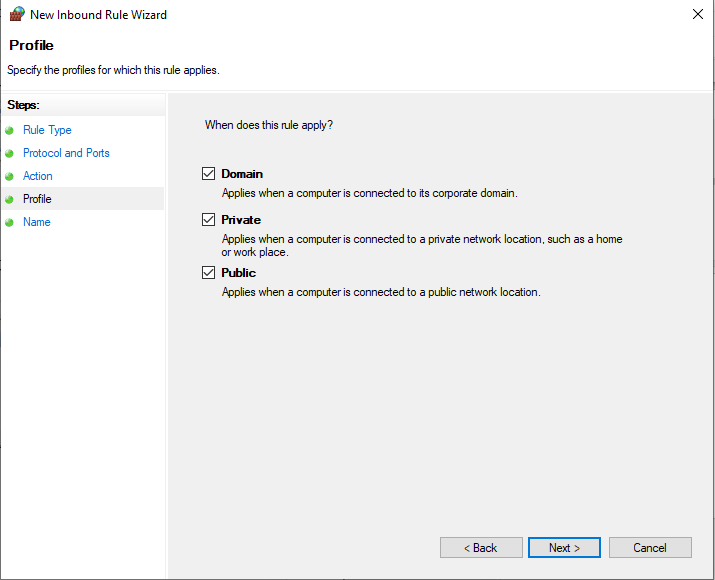 New Inbound Rule Wizard
Profile
Specify the profiles for which this rule applies.
Steps:
Rule Type
Protocol and Ports
Action
Profile
Name
When does this rule apply?
Domain
Applies when a computer is connected to its corporate domain.
Private
Applies when a computer is connected to a private network location, such as a home
or work place.
Public
Applies when a computer is connected to a public network location.
< Back
Next >
Cancel